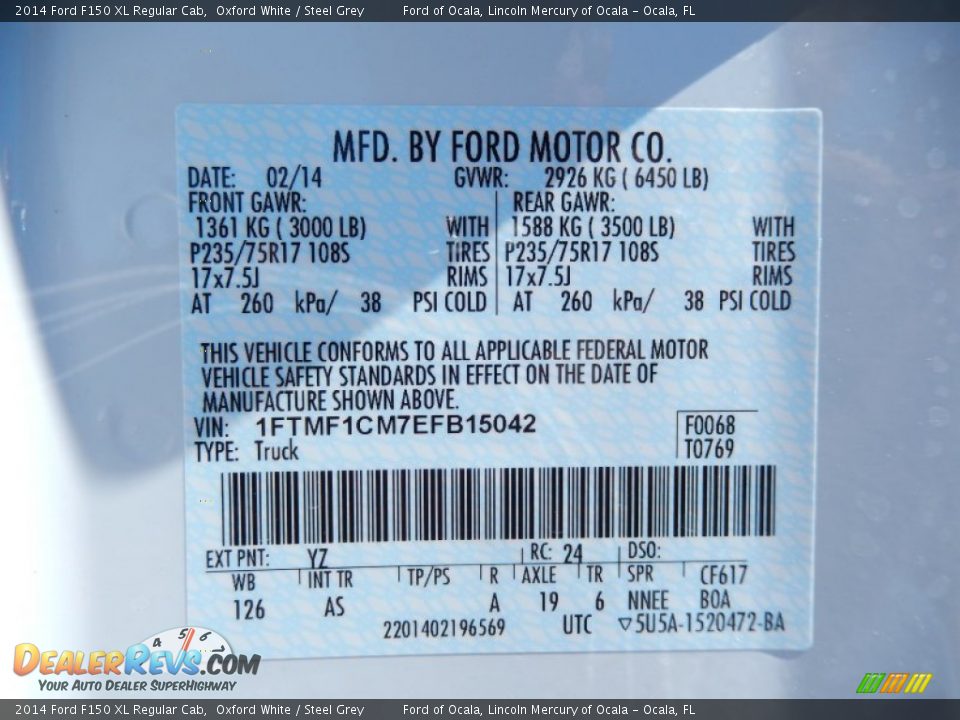 2014 Ford F150 XL Regular Cab, Oxford White / Steel Grey Ford of Ocala, Lincoln Mercury of Ocala - Ocala, FL
MFD. BY FORD MOTOR CO.
DATE: 02/14 GVWR: 2926 KG ( 6450 LB)
FRONT GAWR: REAR GAWR:
1361 KG ( 3000 LB) WITH 1588 KG ( 3500 LB) WITH
P235/75R17 108S TIRES P235/75R17 108S TIRES
17x7.5J RIMS 17x7.5J RIMS
AT 260 kPa/ 38 PSI COLD AT 260 kPa/ 38 PSI COLD
THIS VEHICLE CONFORMS TO ALL APPLICABLE FEDERAL MOTOR
VEHICLE SAFETY STANDARDS IN EFFECT ON THE DATE OF
MANUFACTURE SHOWN ABOVE.
VIN: 1FTMF1CM7EFB15042 F0068
TYPE: Truck T0769
EXT PNT: YZ RC: 24 DSO:
WB INT TR TP/PS R AXLE TR SPR CF617
126 AS A 19 6 NNEE BOA
2201402196569 UTC ▽5U5A-1520472-BA
4 5 6
DEALERREVS.COM
YOUR AUTO DEALER SUPERHIGHWAY
2014 Ford F150 XL Regular Cab, Oxford White / Steel Grey Ford of Ocala, Lincoln Mercury of Ocala - Ocala, FL